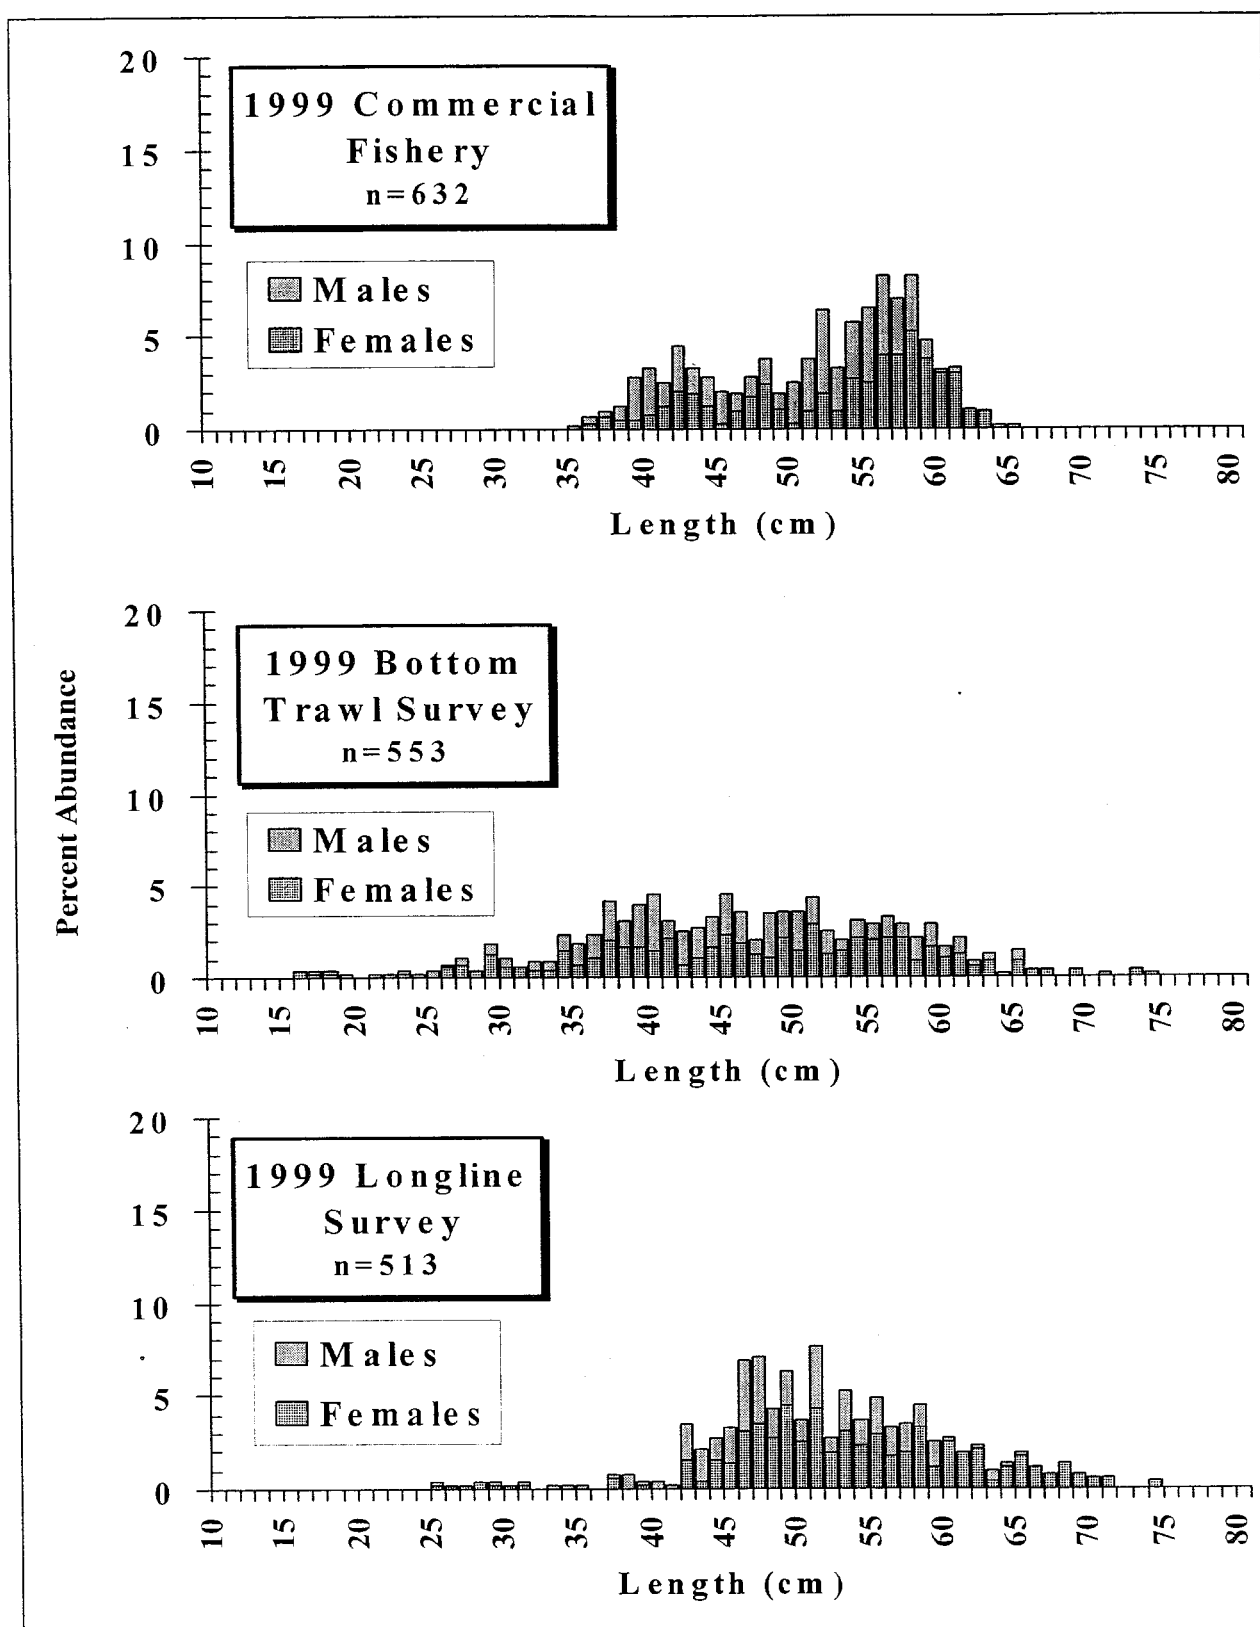 1999 Commercial
Fishery
n=632
Males
Females
20
15
10
5
0
10 15 20 25 30 35 40 45 50 55 60 65 70 75 80
Length (cm)
Percent Abundance
1999 Bottom
Trawl Survey
n=553
Males
Females
20
15
10
5
0
10 15 20 25 30 35 40 45 50 55 60 65 70 75 80
Length (cm)
1999 Longline
Survey
n=513
Males
Females
20
15
10
5
0
10 15 20 25 30 35 40 45 50 55 60 65 70 75 80
Length (cm)